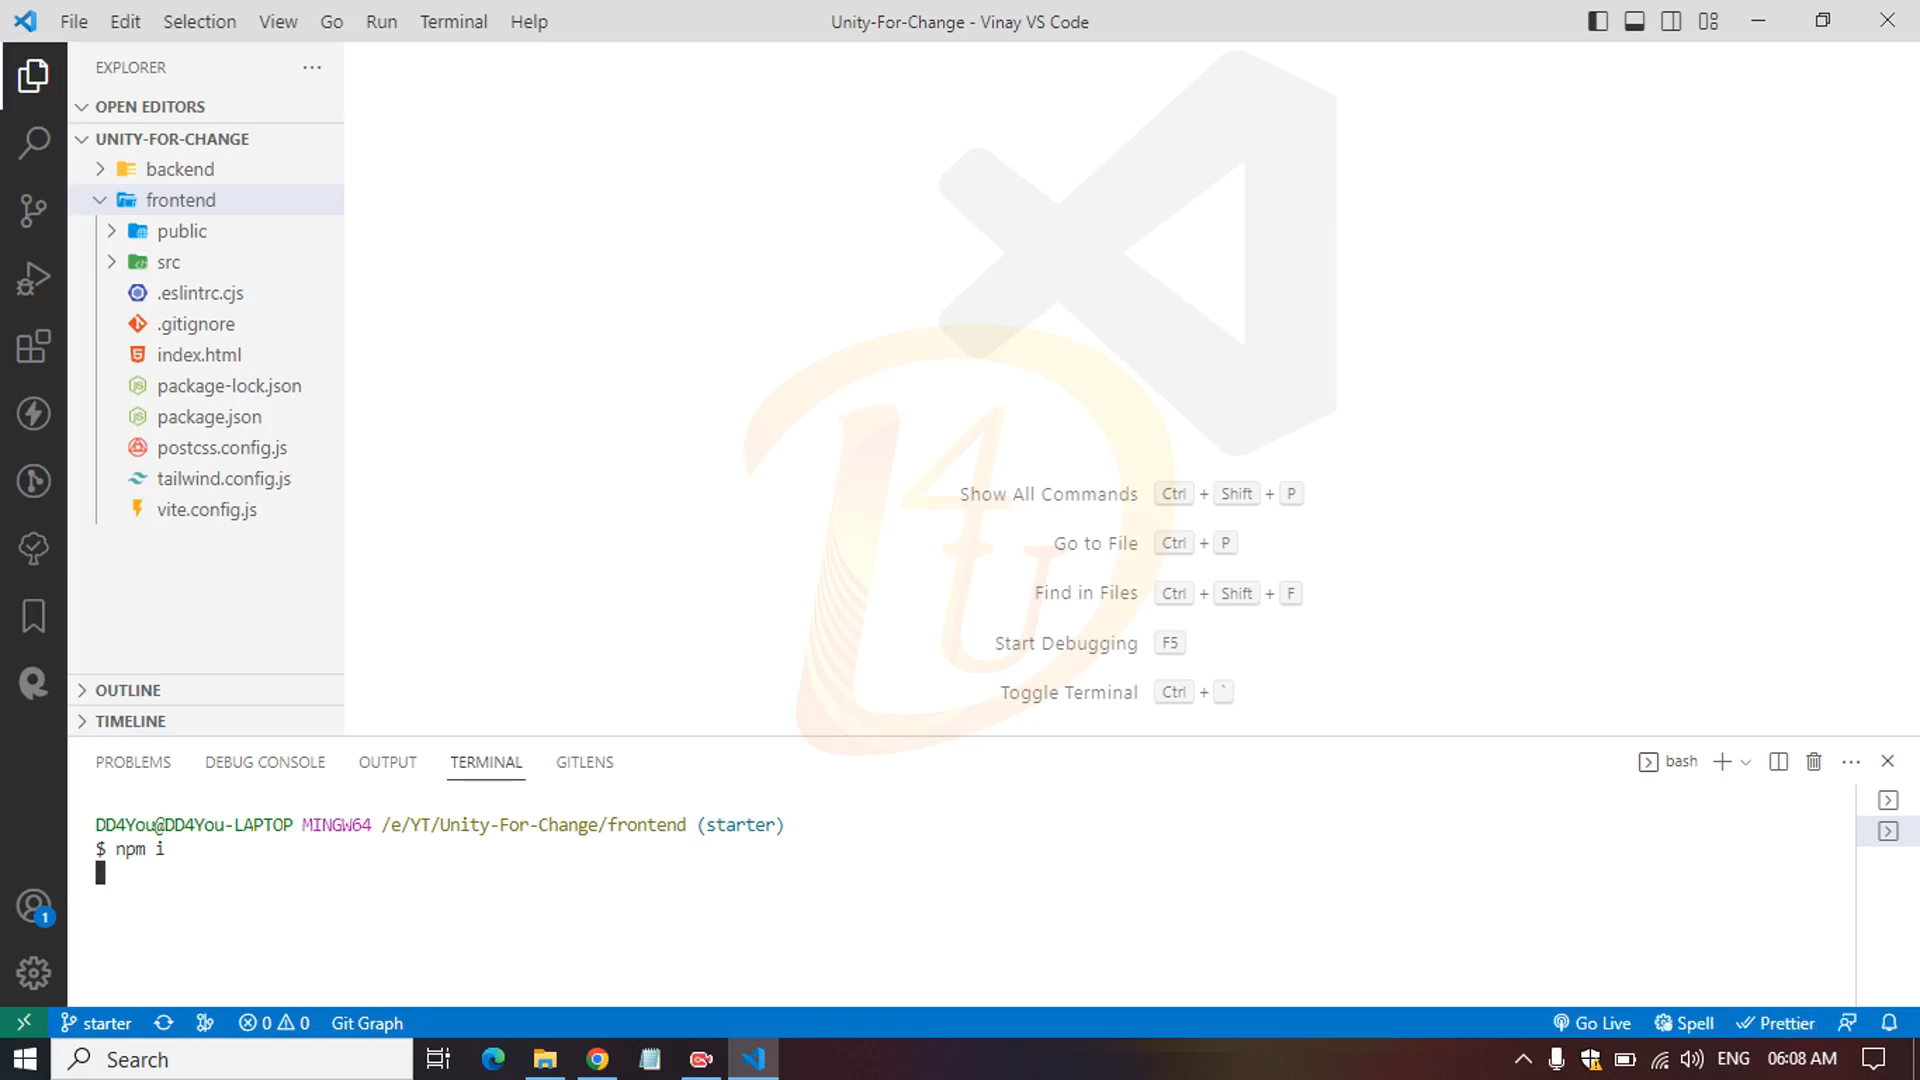 File Edit Selection View Go Run Terminal Help
Unity-For-Change - Vinay VS Code
EXPLORER
OPEN EDITORS
UNITY-FOR-CHANGE
backend
frontend
public
src
.eslintrc.cjs
.gitignore
index.html
package-lock.json
package.json
postcss.config.js
tailwind.config.js
vite.config.js
OUTLINE
TIMELINE
Show All Commands Ctrl + Shift + P
Go to File Ctrl + P
Find in Files Ctrl + Shift + F
Start Debugging F5
Toggle Terminal Ctrl + `
D4U
PROBLEMS DEBUG CONSOLE OUTPUT TERMINAL GITLENS
bash
DD4You@DD4You-LAPTOP MINGW64 /e/YT/Unity-For-Change/frontend (starter)
$ npm i
1
starter 0 0 Git Graph
Go Live Spell Prettier
Search
ENG 06:08 AM